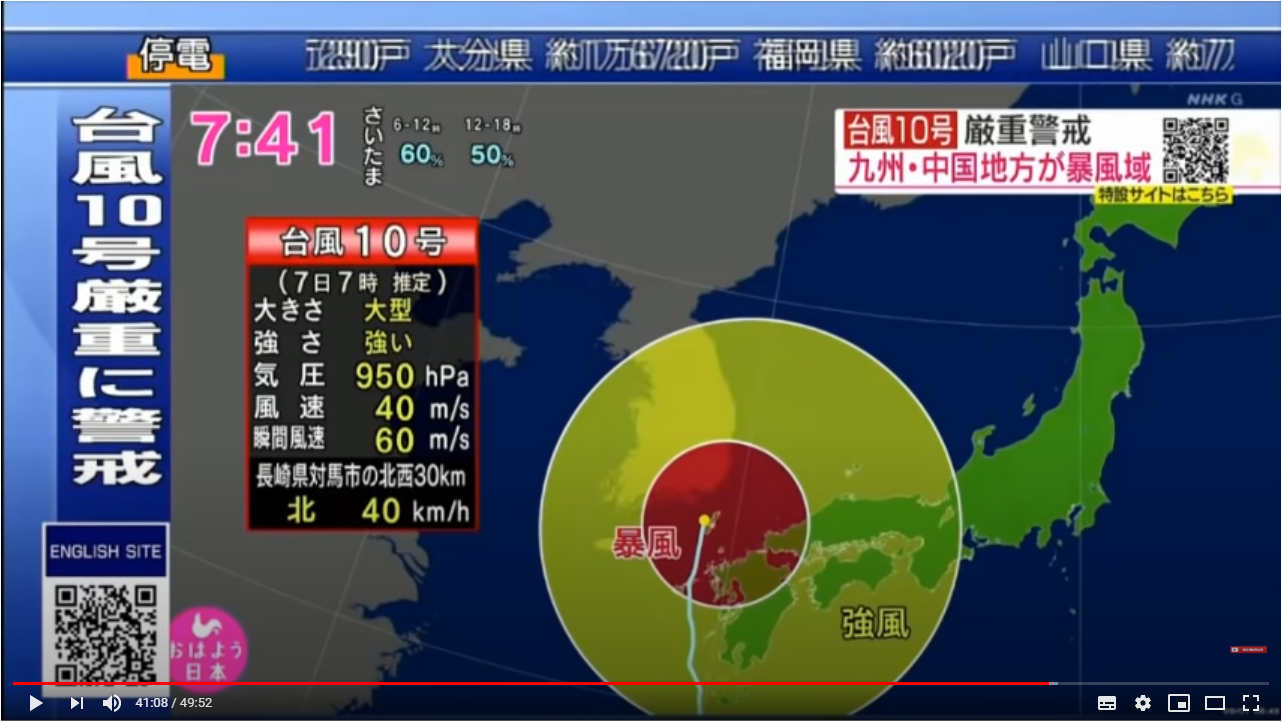 停電
大分県 約
福岡県 約6020戸 山口県 約
台風10号厳重に警戒
7:41
さいたま
6-12時 12-18時
60% 50%
NHK G
台風10号 厳重警戒
九州・中国地方が暴風域
特設サイトはこちら
台風10号
(7日7時 推定)
大きさ 大型
強さ 強い
気圧 950 hPa
風速 40 m/s
瞬間風速 60 m/s
長崎県対馬市の北西30km
北 40 km/h
暴風
強風
ENGLISH SITE
おはよう
日本
41:08 / 49:52